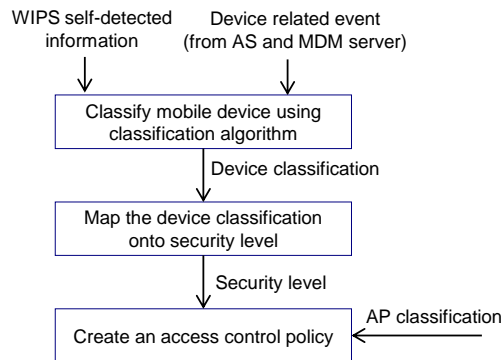 WIPS self-detected
information
Device related event
(from AS and MDM server)
Classify mobile device using
classification algorithm
Device classification
Map the device classification
onto security level
Security level
AP classification
Create an access control policy